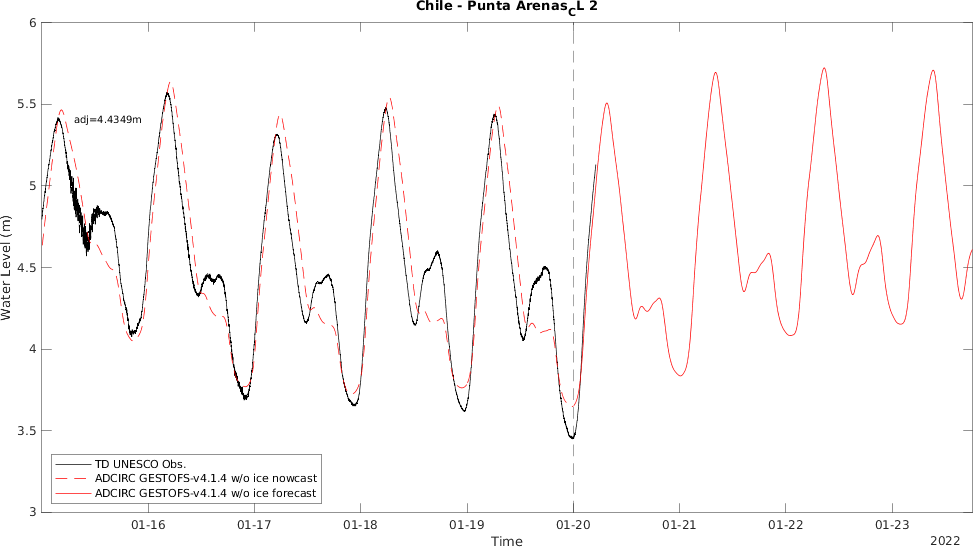 Chile - Punta Arenas_CL 2
6
5.5
5
4.5
4
3.5
3
Water Level (m)
adj=4.4349m
TD UNESCO Obs.
ADCIRC GESTOFS-v4.1.4 w/o ice nowcast
ADCIRC GESTOFS-v4.1.4 w/o ice forecast
01-16 01-17 01-18 01-19 01-20 01-21 01-22 01-23
Time
2022